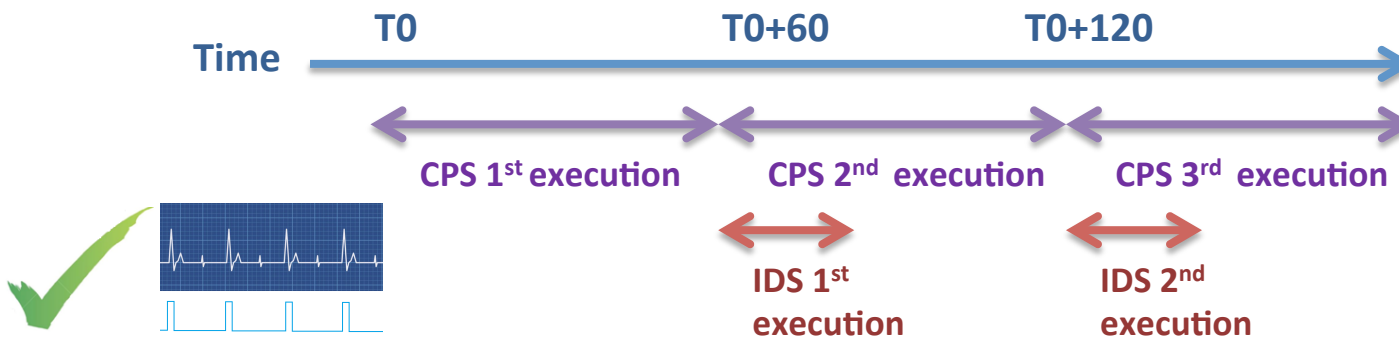 T0 T0+60 T0+120
Time
CPS 1st execution CPS 2nd execution CPS 3rd execution
IDS 1st IDS 2nd
execution execution